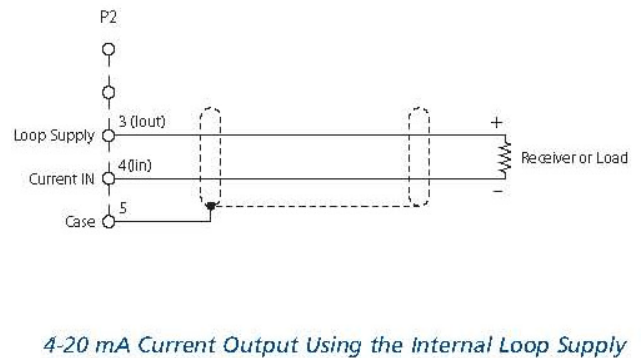 P2
3 (Iout)
Loop Supply
+
4(Iin)
Receiver or Load
Current IN
–
5
Case
4-20 mA Current Output Using the Internal Loop Supply